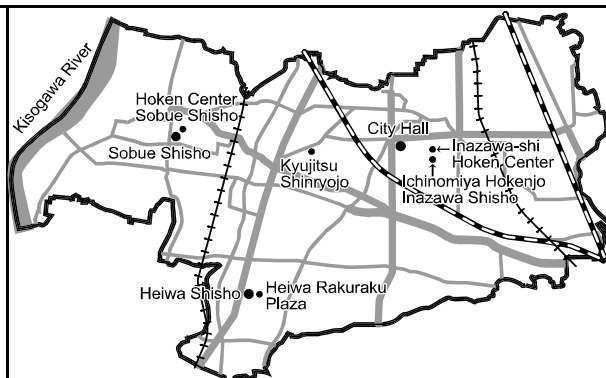 Kisogawa River
Hoken Center
Sobue Shisho
Sobue Shisho
Kyujitsu
Shinryojo
City Hall
Inazawa-shi
Hoken Center
Ichinomiya Hokenjo
Inazawa Shisho
Heiwa Shisho
Heiwa Rakuraku
Plaza